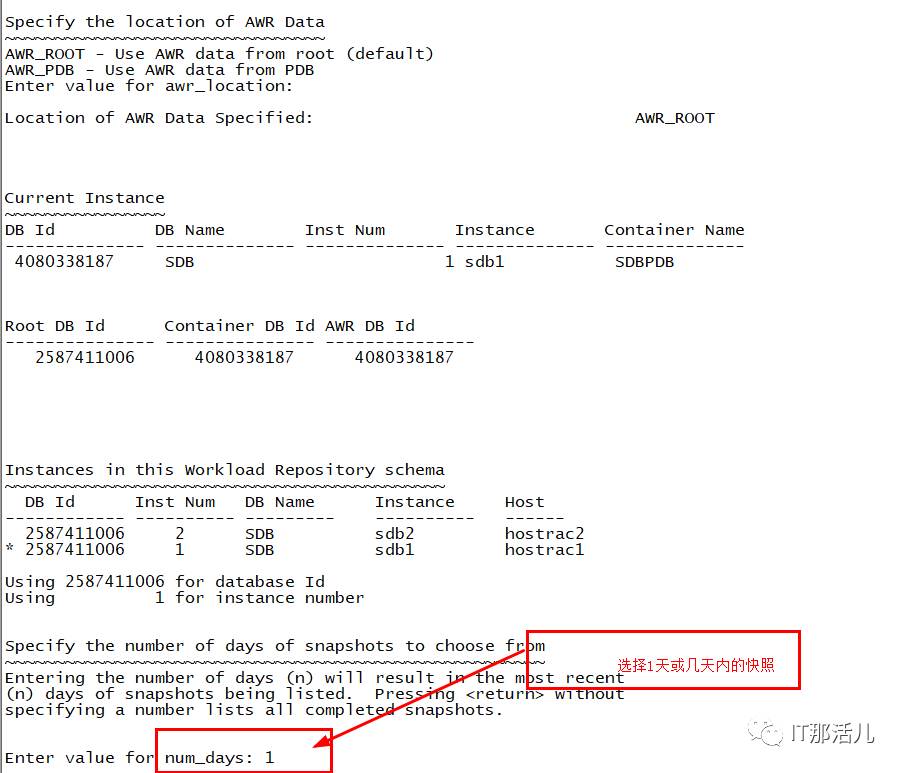 Specify the location of AWR Data
~~~~~~~~~~~~~~~~~~~~~~~~~~~~~~~~
AWR_ROOT - Use AWR data from root (default)
AWR_PDB - Use AWR data from PDB
Enter value for awr_location:
Location of AWR Data Specified: AWR_ROOT
Current Instance
~~~~~~~~~~~~~~~~
DB Id DB Name Inst Num Instance Container Name
-------------- -------------- -------------- -------------- --------------
4080338187 SDB 1 sdb1 SDBPDB
Root DB Id Container DB Id AWR DB Id
--------------- --------------- ---------------
2587411006 4080338187 4080338187
Instances in this Workload Repository schema
~~~~~~~~~~~~~~~~~~~~~~~~~~~~~~~~~~~~~~~~~~~~
DB Id Inst Num DB Name Instance Host
------------ ---------- --------- ---------- ------
2587411006 2 SDB sdb2 hostrac2
* 2587411006 1 SDB sdb1 hostrac1
Using 2587411006 for database Id
Using 1 for instance number
Specify the number of days of snapshots to choose from
~~~~~~~~~~~~~~~~~~~~~~~~~~~~~~~~~~~~~~~~~~~~~~~~~~~~~~
选择1天或几天内的快照
Entering the number of days (n) will result in the most recent
(n) days of snapshots being listed. Pressing <return> without
specifying a number lists all completed snapshots.
IT那活儿
Enter value for num_days: 1